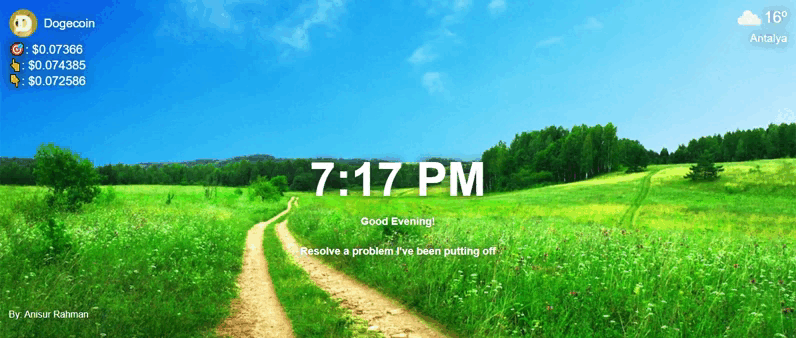 Dogecoin
🎯: $0.07366
👆: $0.074385
👇: $0.072586
16º
Antalya
7:17 PM
Good Evening!
Resolve a problem I've been putting off
By: Anisur Rahman